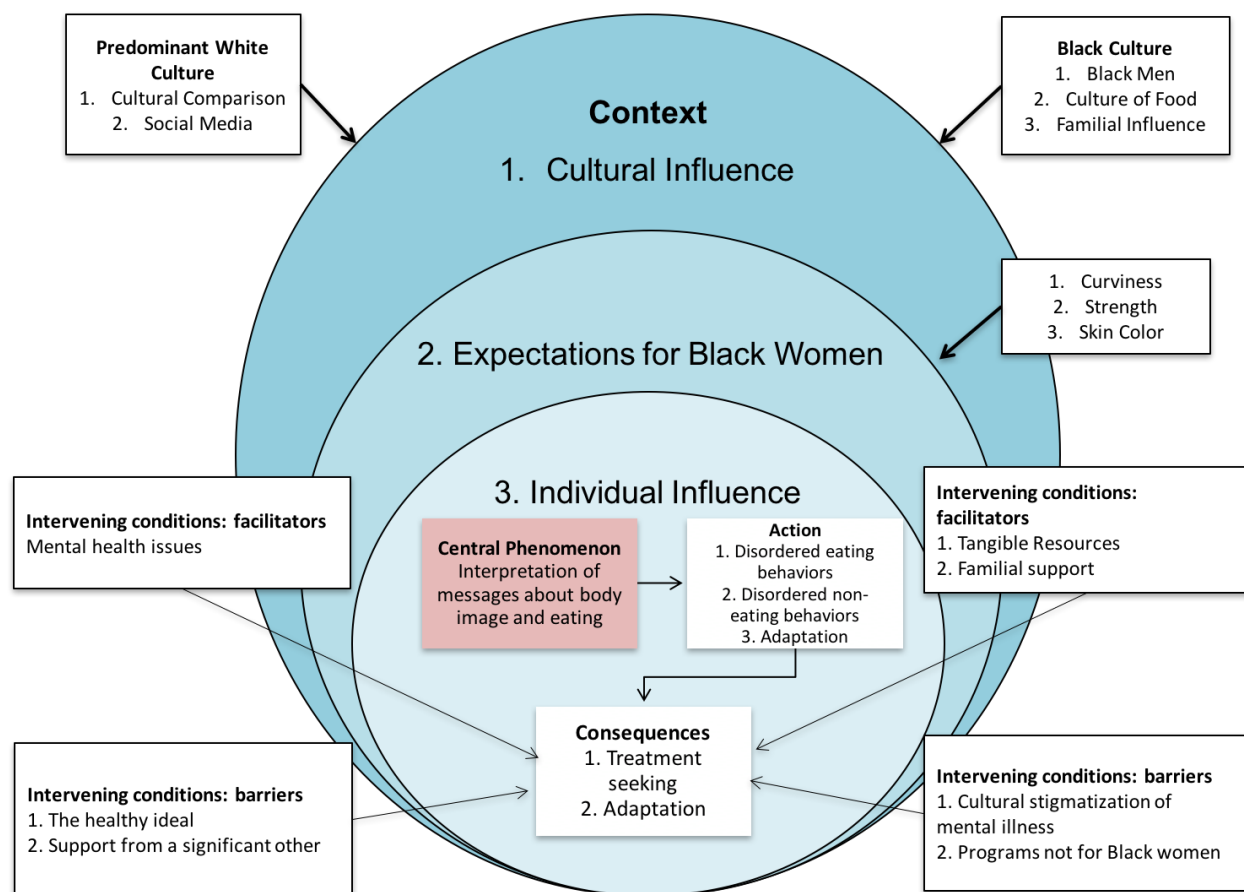 Predominant White
Culture
1. Cultural Comparison
2. Social Media
Black Culture
1. Black Men
2. Culture of Food
3. Familial Influence
Context
1. Cultural Influence
1. Curviness
2. Strength
3. Skin Color
2. Expectations for Black Women
3. Individual Influence
Intervening conditions: facilitators
Mental health issues
Intervening conditions:
facilitators
1. Tangible Resources
2. Familial support
Central Phenomenon
Interpretation of
messages about body
image and eating
Action
1. Disordered eating
behaviors
2. Disordered non-
eating behaviors
3. Adaptation
Consequences
1. Treatment
seeking
2. Adaptation
Intervening conditions: barriers
1. The healthy ideal
2. Support from a significant other
Intervening conditions: barriers
1. Cultural stigmatization of
mental illness
2. Programs not for Black women